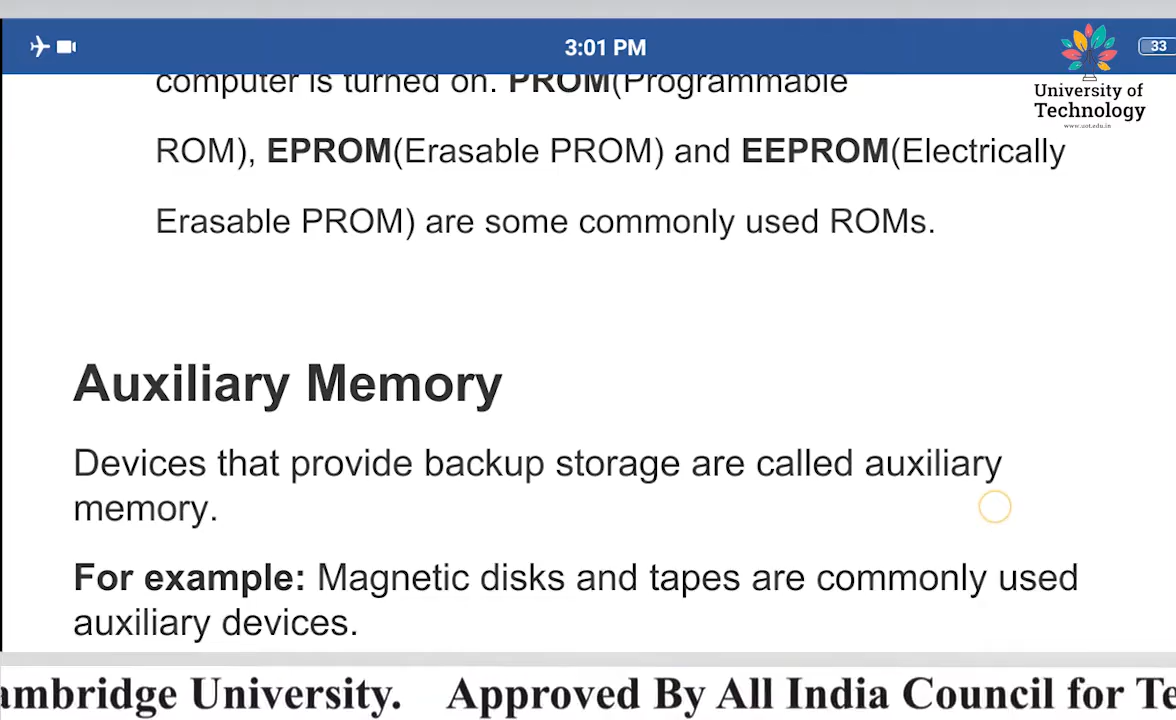 3:01 PM
33
computer is turned on. PROM(Programmable
University of
Technology
www.uot.edu.in
ROM), EPROM(Erasable PROM) and EEPROM(Electrically
Erasable PROM) are some commonly used ROMs.
Auxiliary Memory
Devices that provide backup storage are called auxiliary
memory.
For example: Magnetic disks and tapes are commonly used
auxiliary devices.
ambridge University. Approved By All India Council for Te